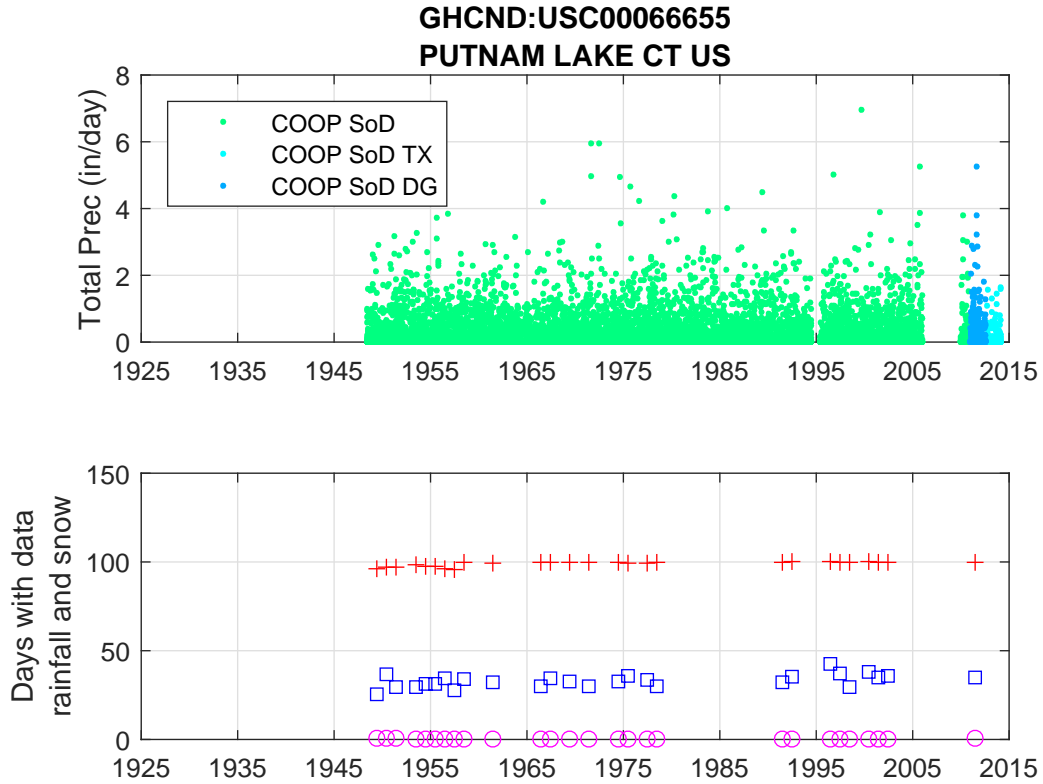 GHCND:USC00066655
PUTNAM LAKE CT US
Total Prec (in/day)
8
6
4
2
0
COOP SoD
COOP SoD TX
COOP SoD DG
1925 1935 1945 1955 1965 1975 1985 1995 2005 2015
Days with data
rainfall and snow
150
100
50
0
1925 1935 1945 1955 1965 1975 1985 1995 2005 2015